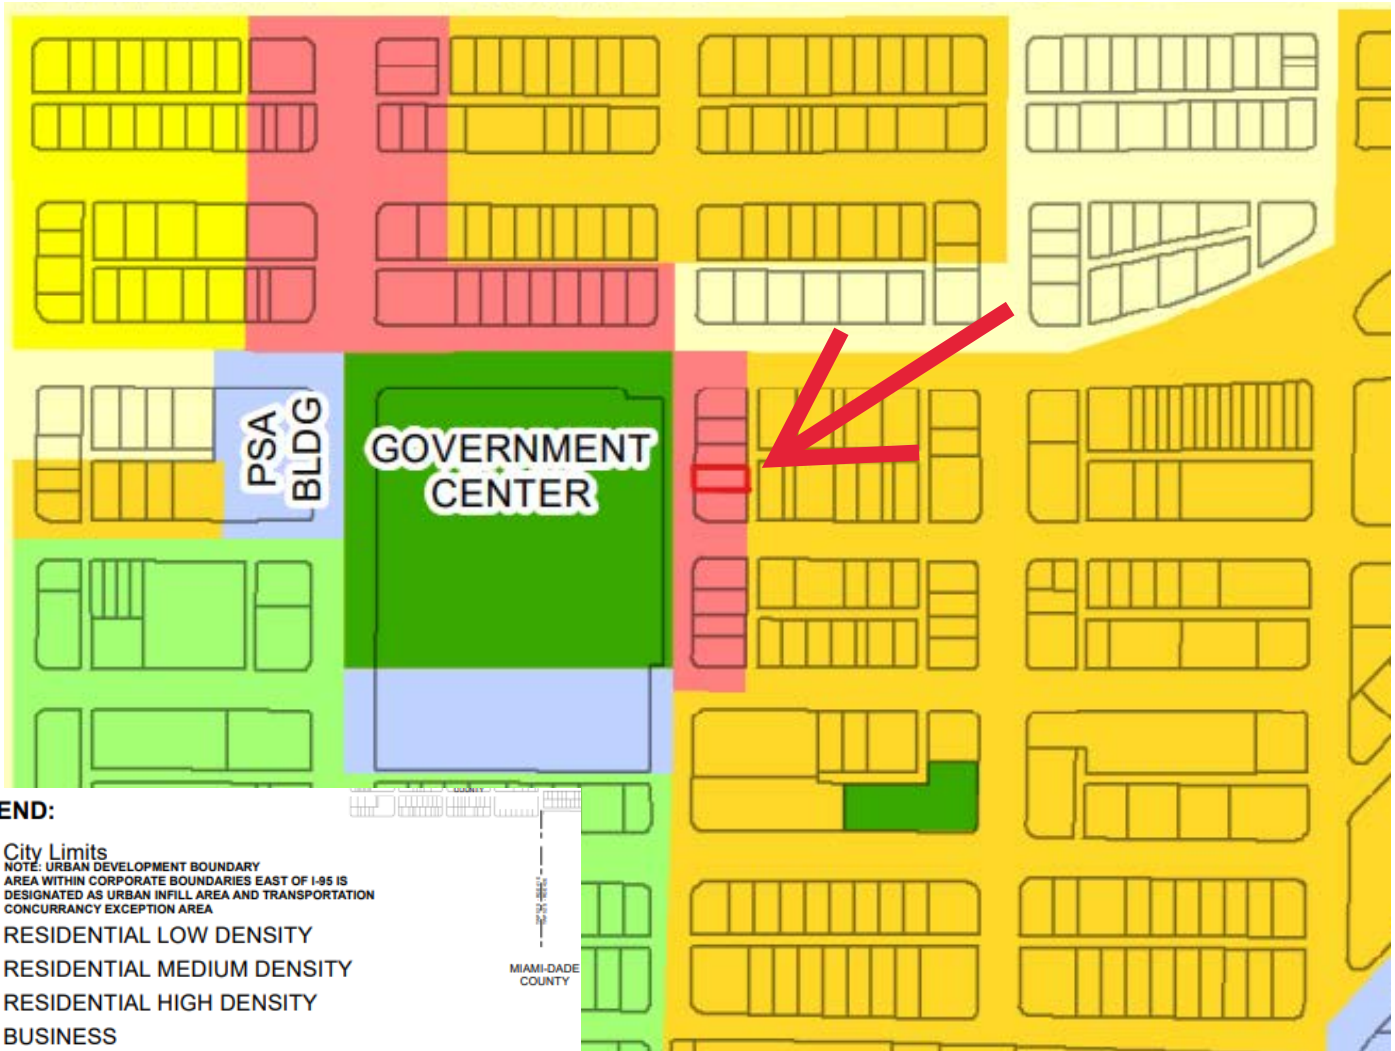 PSA
BLDG
GOVERNMENT
CENTER
END:
COUNTY
City Limits
NOTE: URBAN DEVELOPMENT BOUNDARY
AREA WITHIN CORPORATE BOUNDARIES EAST OF I-95 IS
DESIGNATED AS URBAN INFILL AREA AND TRANSPORTATION
CONCURRANCY EXCEPTION AREA
RESIDENTIAL LOW DENSITY
RESIDENTIAL MEDIUM DENSITY
MIAMI-DADE
COUNTY
RESIDENTIAL HIGH DENSITY
BUSINESS